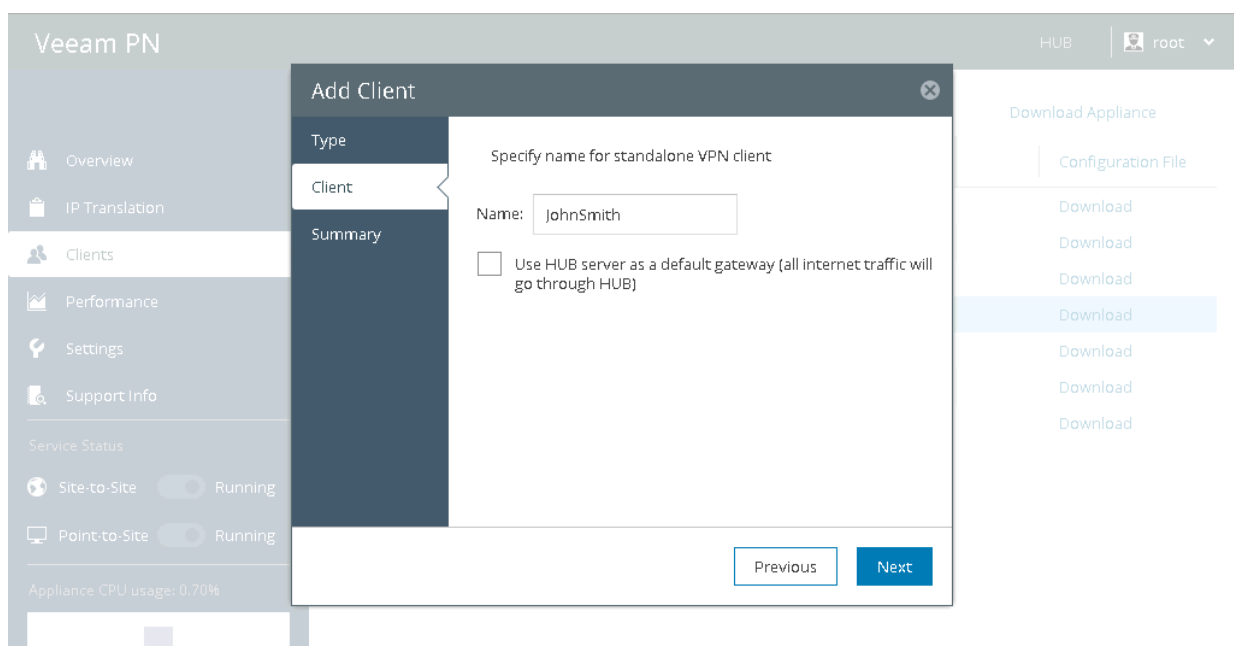 Veeam PN
HUB
root
Add Client
Download Appliance
Type
Specify name for standalone VPN client
Overview
Configuration File
Client
IP Translation
Name: JohnSmith
Download
Summary
Download
Clients
Use HUB server as a default gateway (all internet traffic will
go through HUB)
Download
Performance
Download
Settings
Download
Support Info
Download
Download
Service Status
Site-to-Site Running
Point-to-Site Running
Previous
Next
Appliance CPU usage: 0.70%